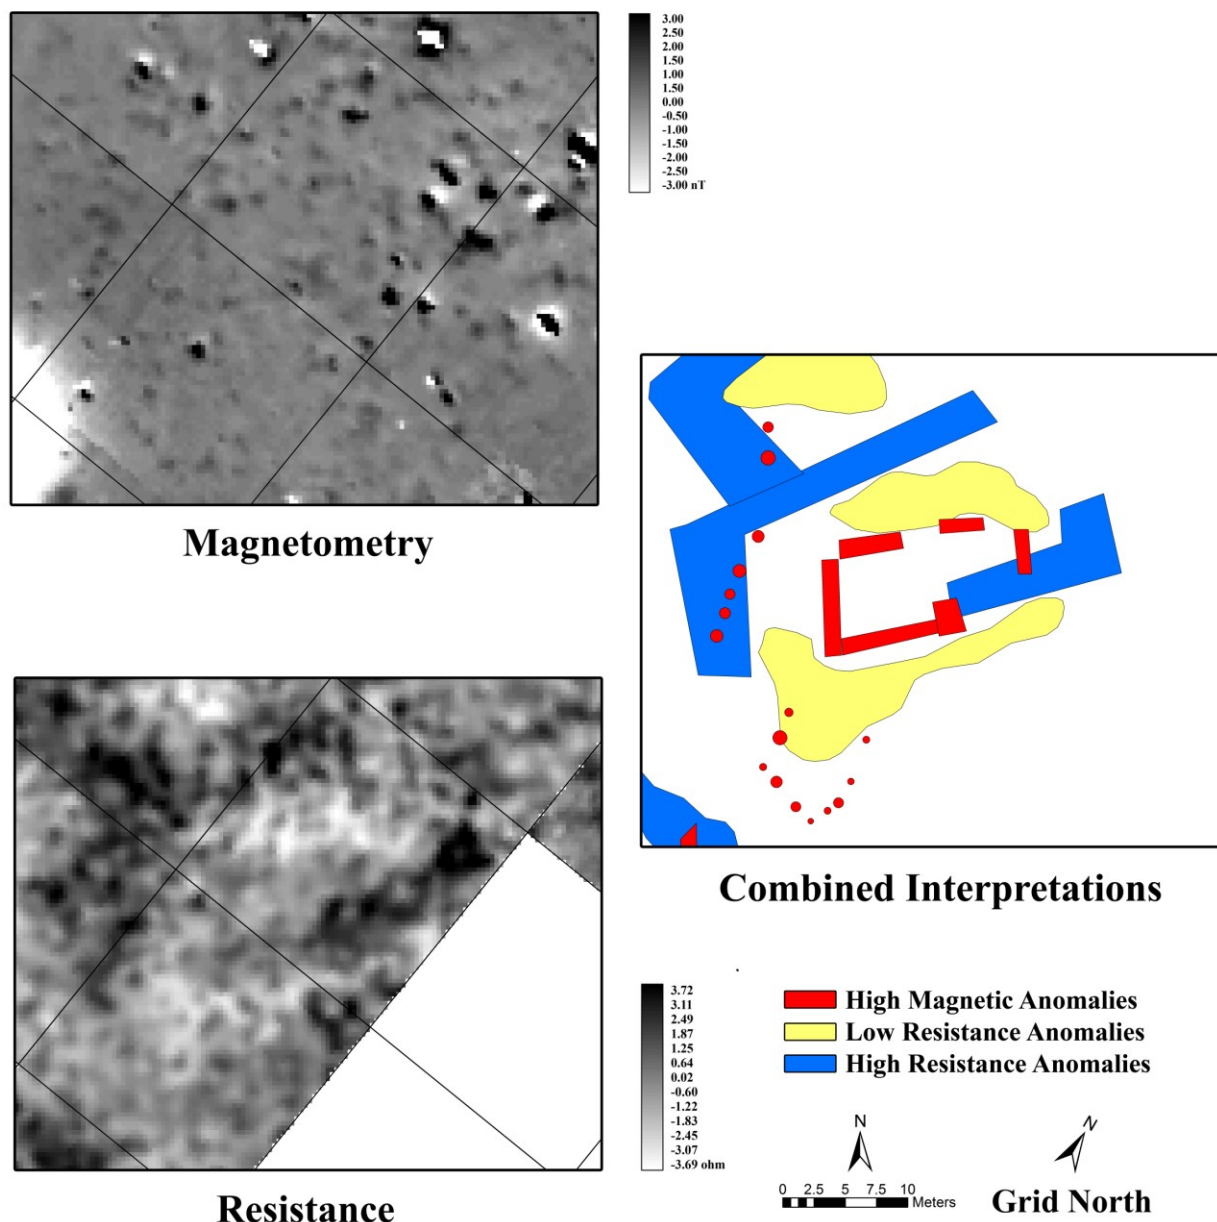 3.00
2.50
2.00
1.50
1.00
0.50
0.00
-0.50
-1.00
-1.50
-2.00
-2.50
-3.00 nT
Magnetometry
Combined Interpretations
3.72
3.11
2.49
1.87
1.25
0.64
0.02
-0.60
-1.22
-1.83
-2.45
-3.07
-3.69 ohm
High Magnetic Anomalies
Low Resistance Anomalies
High Resistance Anomalies
N
N
0 2.5 5 7.5 10
Meters
Grid North
Resistance